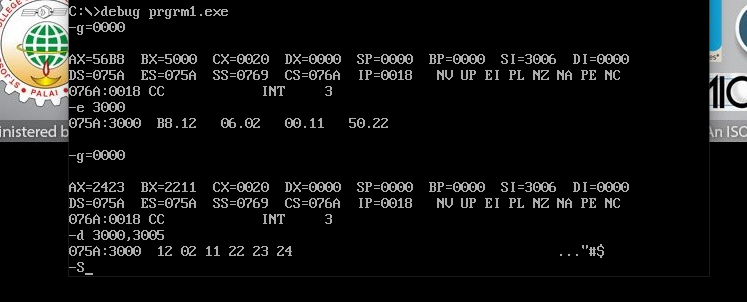 C:\>debug prgrm1.exe
-g=0000
AX=56B8 BX=5000 CX=0020 DX=0000 SP=0000 BP=0000 SI=3006 DI=0000
DS=075A ES=075A SS=0769 CS=076A IP=0018 NV UP EI PL NZ NA PE NC
076A:0018 CC INT 3
-e 3000
075A:3000 B8.12 06.02 00.11 50.22
-g=0000
AX=2423 BX=2211 CX=0020 DX=0000 SP=0000 BP=0000 SI=3006 DI=0000
DS=075A ES=075A SS=0769 CS=076A IP=0018 NV UP EI PL NZ NA PE NC
076A:0018 CC INT 3
-d 3000,3005
075A:3000 12 02 11 22 23 24 ..."#$
-S_
PALAI
inistered b
An ISO